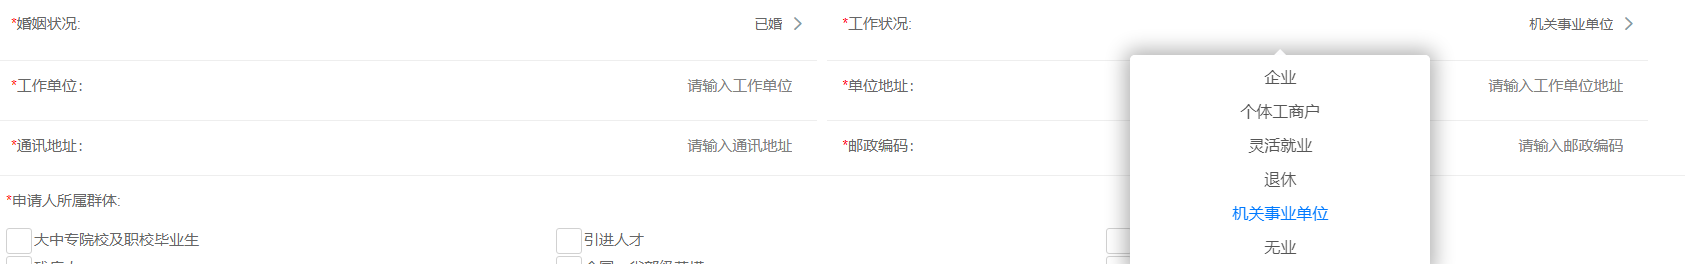 *婚姻状况: 已婚 *工作状况: 机关事业单位
企业
*工作单位: 请输入工作单位 *单位地址: 请输入工作单位地址
个体工商户
*通讯地址: 请输入通讯地址 *邮政编码: 请输入邮政编码
灵活就业
退休
*申请人所属群体:
机关事业单位
大中专院校及职校毕业生 引进人才
无业